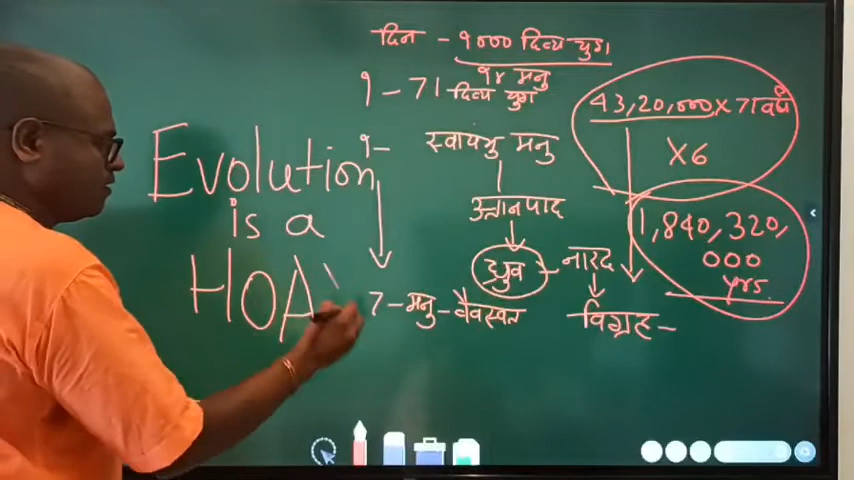 दिन - १००० दिव्य युग
१४ मनु
१ - 71 दिव्य युग
43,20,000 X 71 वर्ष
X6
१- स्वायंभु मनु
उत्तानपाद
ध्रुव - नारद
7 - मनु - वैवस्वत
विग्रह -
1,840,320,
000
yrs.
Evolution
is a
HOA\